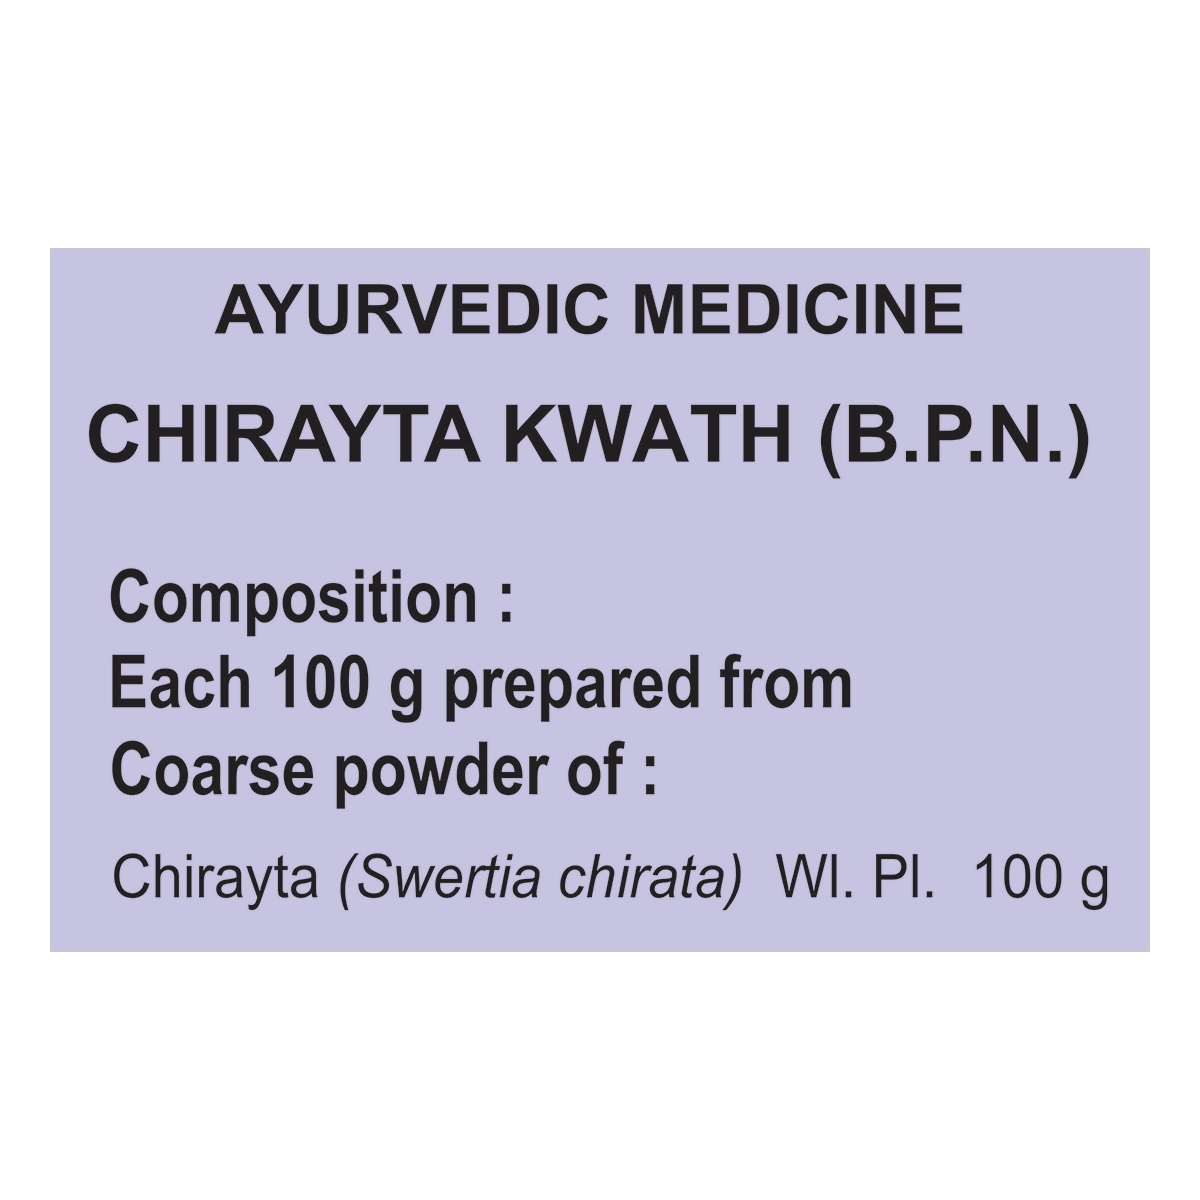 AYURVEDIC MEDICINE
CHIRAYTA KWATH (B.P.N.)
Composition :
Each 100 g prepared from
Coarse powder of :
Chirayta (Swertia chirata) Wl. Pl. 100 g